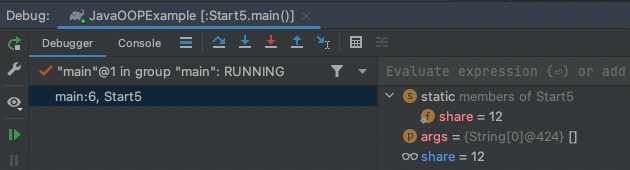 Debug: JavaOOPExample [:Start5.main()] ×
Debugger Console
"main"@1 in group "main": RUNNING
main:6, Start5
Evaluate expression (⏎) or add
s static members of Start5
f share = 12
p args = {String[0]@424} []
share = 12